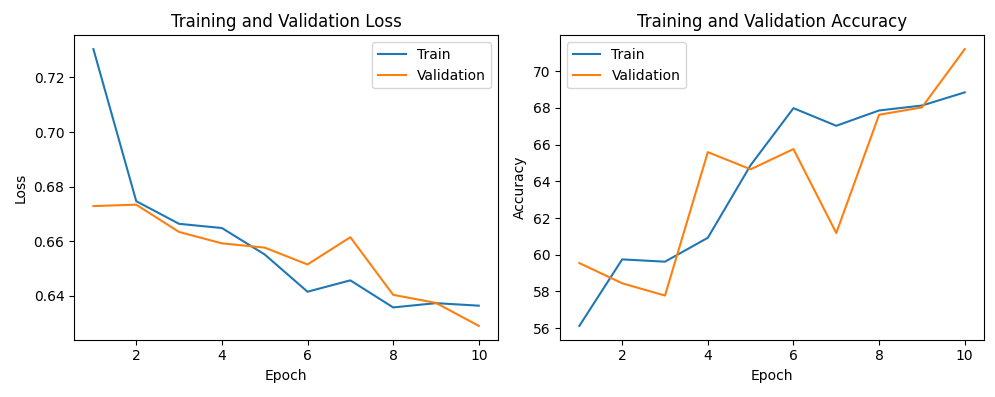 Training and Validation Loss
Train
Validation
0.72
0.70
0.68
0.66
0.64
Loss
2
4
6
8
10
Epoch
Training and Validation Accuracy
Train
Validation
70
68
66
64
62
60
58
56
Accuracy
2
4
6
8
10
Epoch